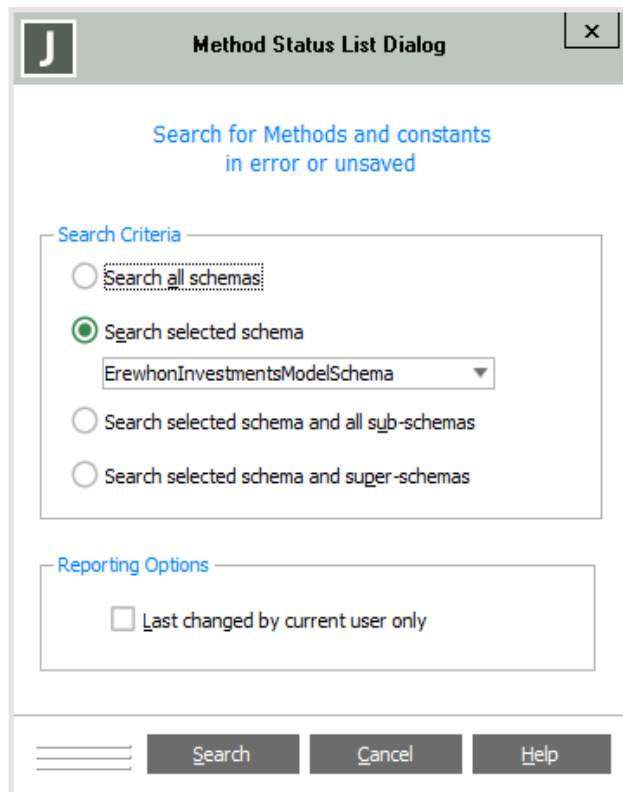 J
Method Status List Dialog
Search for Methods and constants
in error or unsaved
Search Criteria
Search all schemas
Search selected schema
ErewhonInvestmentsModelSchema
Search selected schema and all sub-schemas
Search selected schema and super-schemas
Reporting Options
Last changed by current user only
Search
Cancel
Help